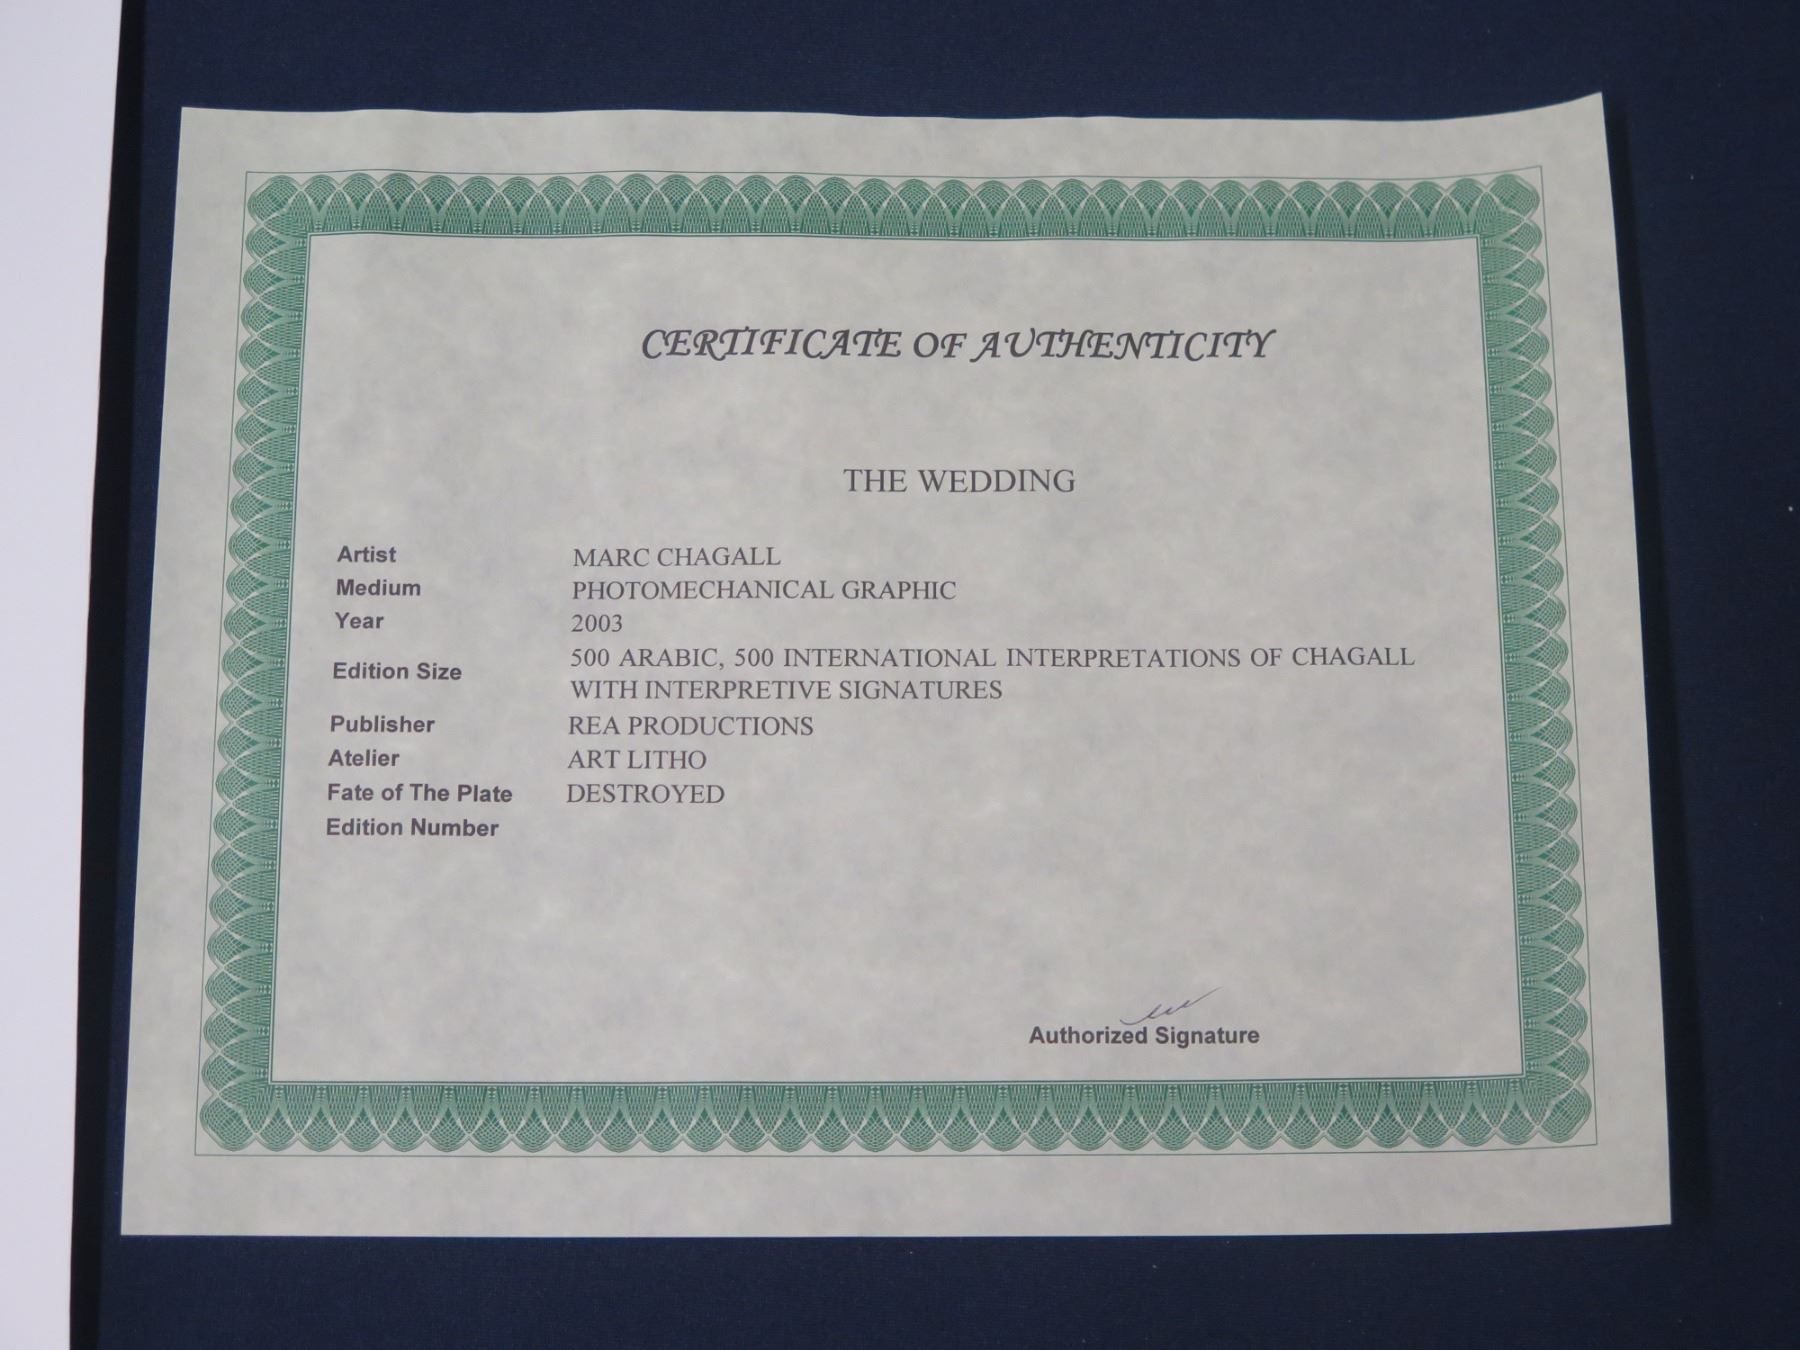 CERTIFICATE OF AUTHENTICITY
THE WEDDING
Artist MARC CHAGALL
Medium PHOTOMECHANICAL GRAPHIC
Year 2003
Edition Size 500 ARABIC, 500 INTERNATIONAL INTERPRETATIONS OF CHAGALL
WITH INTERPRETIVE SIGNATURES
Publisher REA PRODUCTIONS
Atelier ART LITHO
Fate of The Plate DESTROYED
Edition Number
Authorized Signature